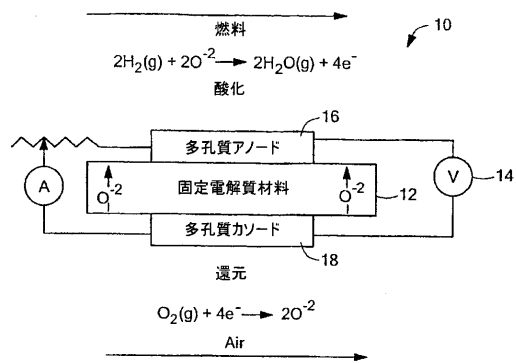 燃料
10
2H₂(g) + 2O⁻² → 2H₂O(g) + 4e⁻
酸化
16
多孔質アノード
A
O⁻²
固定電解質材料
O⁻²
12
V
14
多孔質カソード
18
還元
O₂(g) + 4e⁻ → 2O⁻²
Air